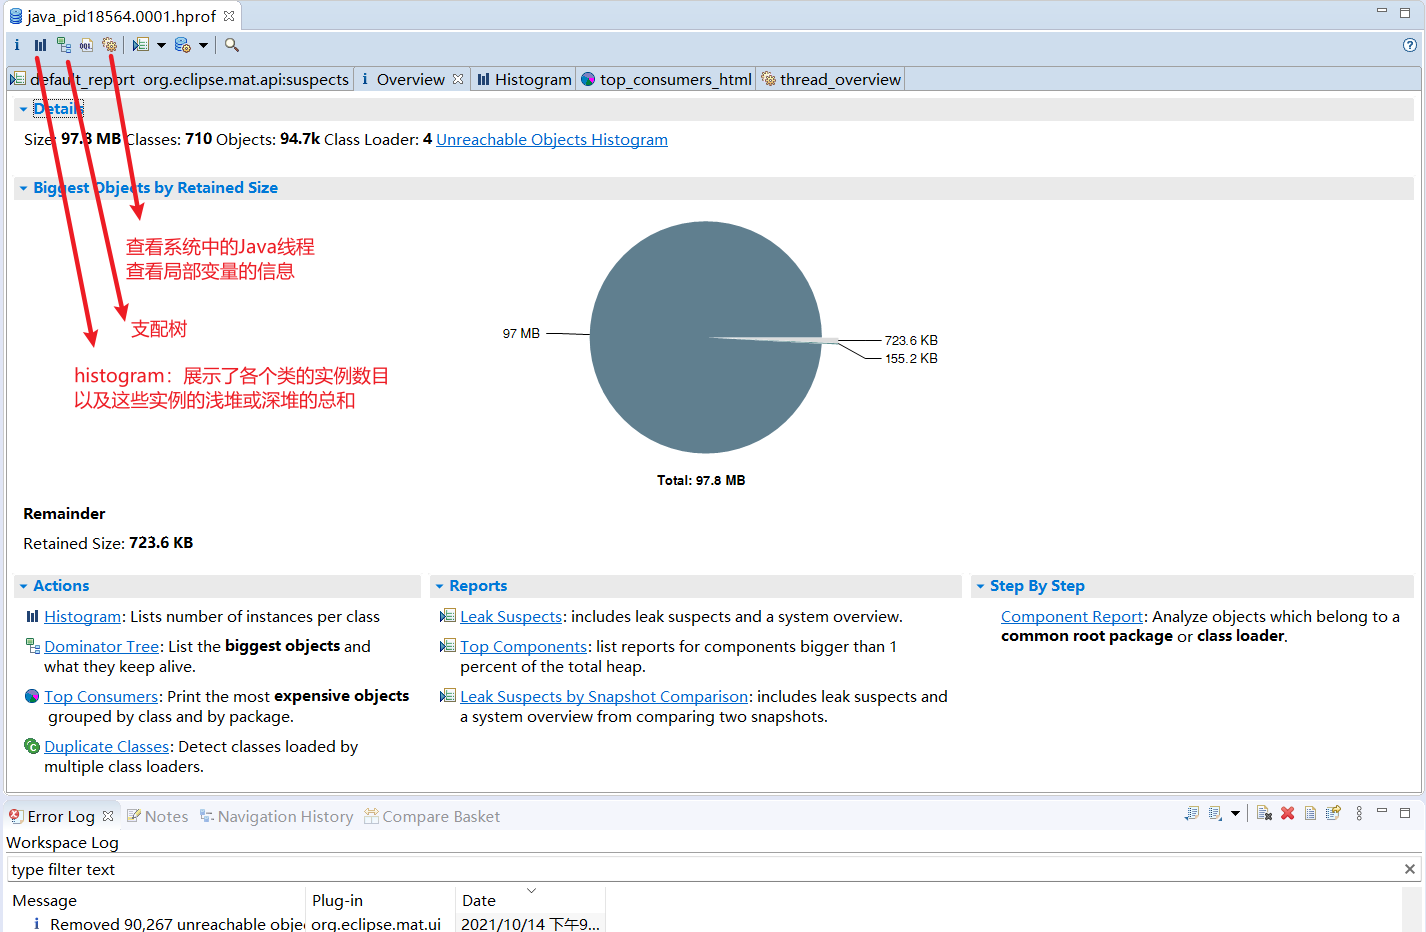 java_pid18564.0001.hprof
default_report org.eclipse.mat.api:suspects
Overview
Histogram
top_consumers_html
thread_overview
Details
Size: 97.8 MB Classes: 710 Objects: 94.7k Class Loader: 4 Unreachable Objects Histogram
Biggest Objects by Retained Size
查看系统中的Java线程
查看局部变量的信息
支配树
histogram：展示了各个类的实例数目
以及这些实例的浅堆或深堆的总和
97 MB
723.6 KB
155.2 KB
Total: 97.8 MB
Remainder
Retained Size: 723.6 KB
Actions
Histogram: Lists number of instances per class
Dominator Tree: List the biggest objects and
what they keep alive.
Top Consumers: Print the most expensive objects
grouped by class and by package.
Duplicate Classes: Detect classes loaded by
multiple class loaders.
Reports
Leak Suspects: includes leak suspects and a system overview.
Top Components: list reports for components bigger than 1
percent of the total heap.
Leak Suspects by Snapshot Comparison: includes leak suspects and
a system overview from comparing two snapshots.
Step By Step
Component Report: Analyze objects which belong to a
common root package or class loader.
Error Log
Notes
Navigation History
Compare Basket
Workspace Log
type filter text
Message
Plug-in
Date
Removed 90,267 unreachable obje
org.eclipse.mat.ui
2021/10/14 下午9...